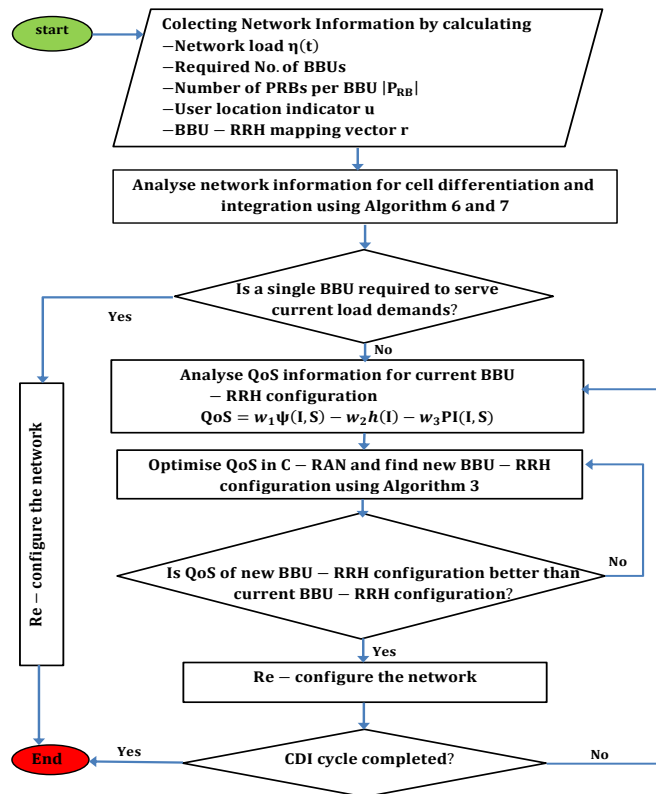 start
Colecting Network Information by calculating
−Network load η(t)
−Required No. of BBUs
−Number of PRBs per BBU |P_RB|
−User location indicator u
−BBU − RRH mapping vector r
Analyse network information for cell differentiation and
integration using Algorithm 6 and 7
Is a single BBU required to serve
current load demands?
Yes
No
Analyse QoS information for current BBU
− RRH configuration
QoS = w₁ψ(I, S) − w₂h(I) − w₃PI(I, S)
Optimise QoS in C − RAN and find new BBU − RRH
configuration using Algorithm 3
Re − configure the network
Is QoS of new BBU − RRH configuration better than
current BBU − RRH configuration?
No
Yes
Re − configure the network
CDI cycle completed?
Yes
No
End